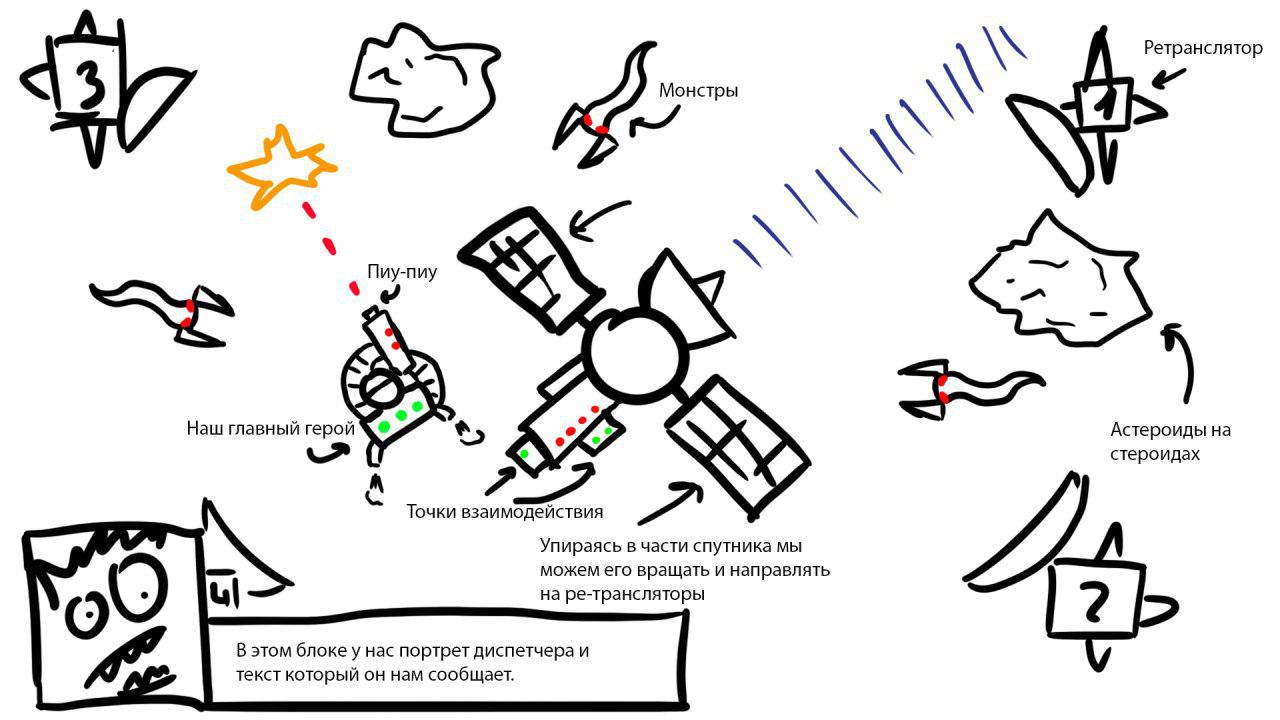 3
Монстры
Ретранслятор
1
Пиу-пиу
Наш главный герой
Астероиды на
стероидах
Точки взаимодействия
Упираясь в части спутника мы
можем его вращать и направлять
на ре-трансляторы
2
В этом блоке у нас портрет диспетчера и
текст который он нам сообщает.